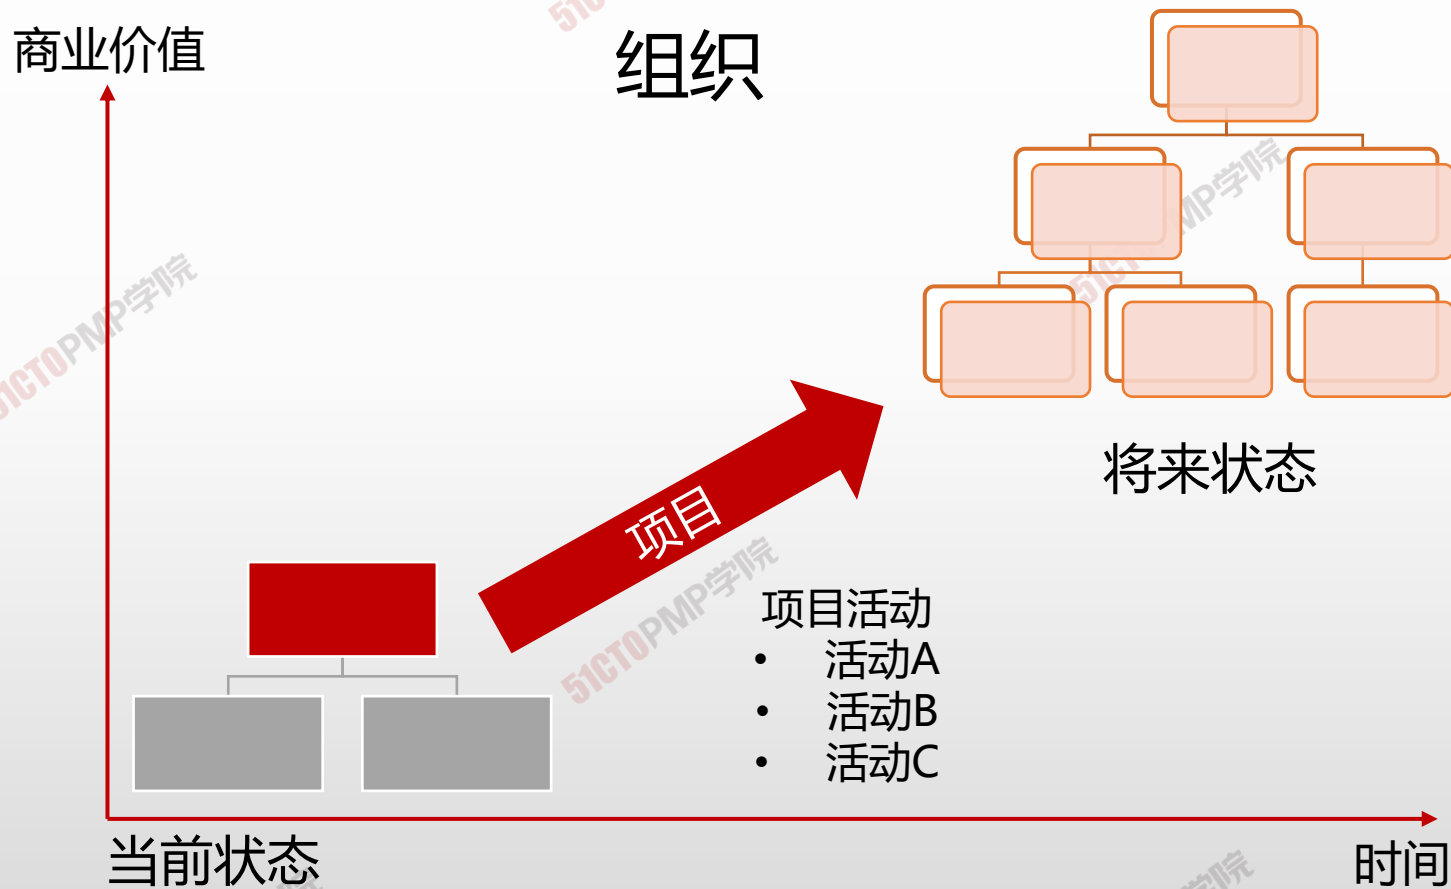 商业价值
组织
51CTOPMP学院
将来状态
项目
51CTOPMP学院
项目活动
• 活动A
• 活动B
• 活动C
当前状态
时间